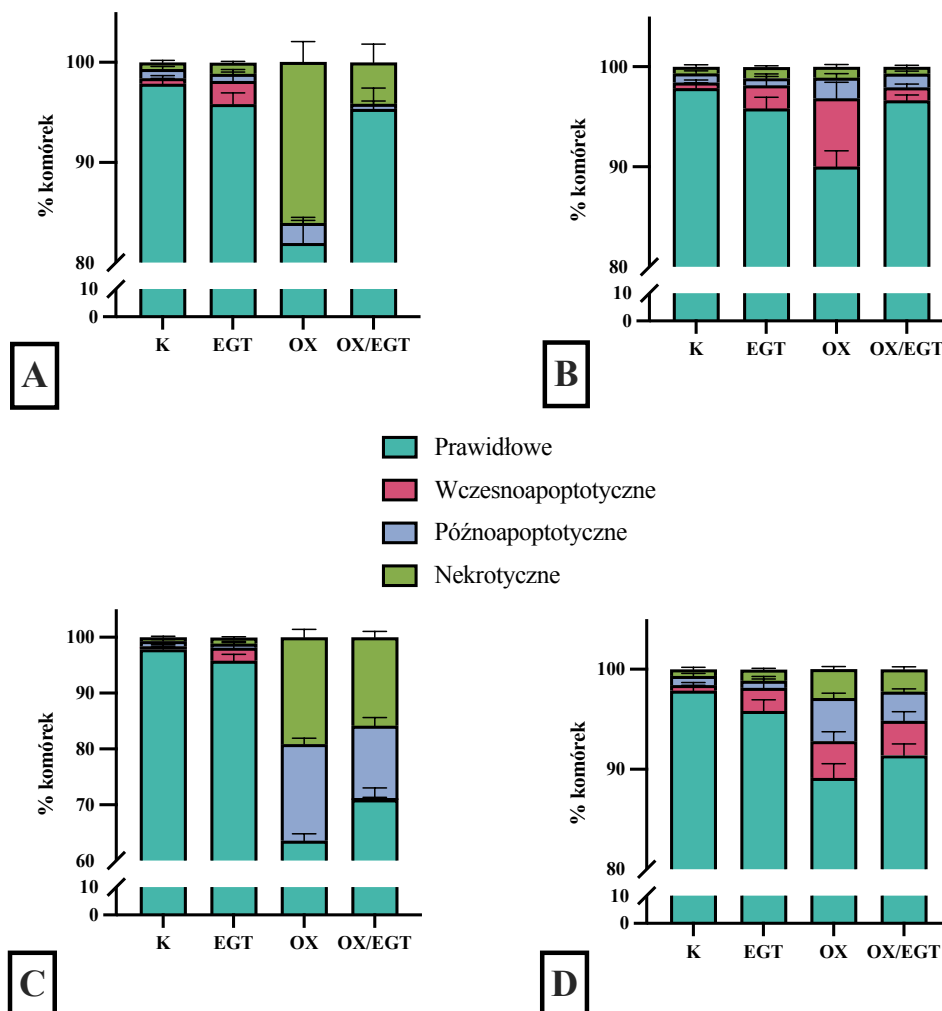 % komórek
100
90
80
10
0
K EGT OX OX/EGT
A
% komórek
100
90
80
10
0
K EGT OX OX/EGT
B
Prawidłowe
Wczesnoapoptotyczne
Późnoapoptotyczne
Nekrotyczne
% komórek
100
90
80
70
60
10
0
K EGT OX OX/EGT
C
% komórek
100
90
80
10
0
K EGT OX OX/EGT
D